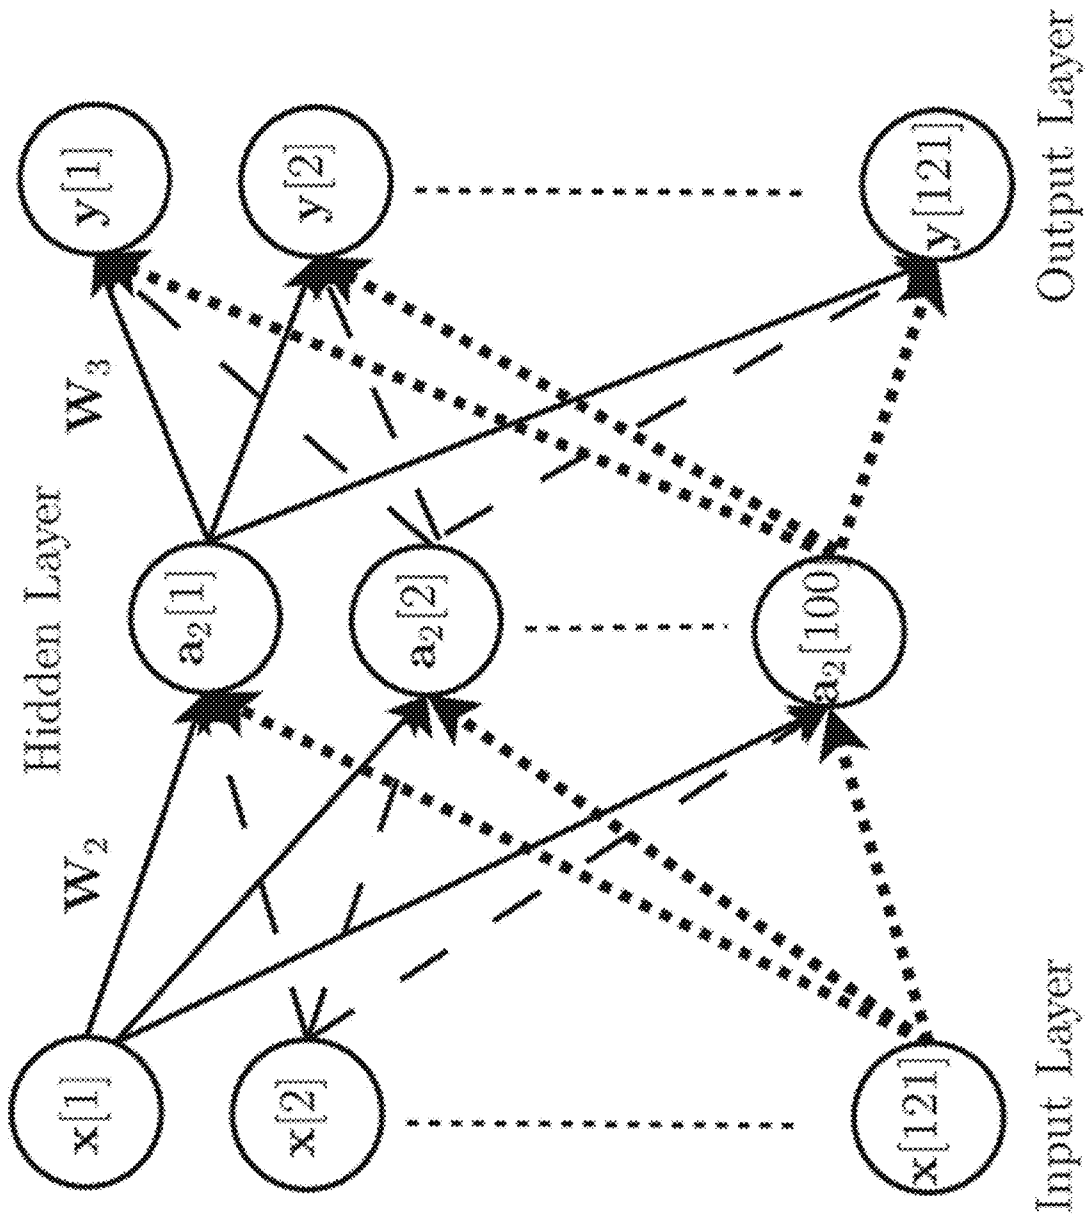 Hidden Layer
W₂
W₃
x[1]
a₂[1]
y[1]
x[2]
a₂[2]
y[2]
x[121]
a₂[100]
y[121]
Input Layer
Output Layer